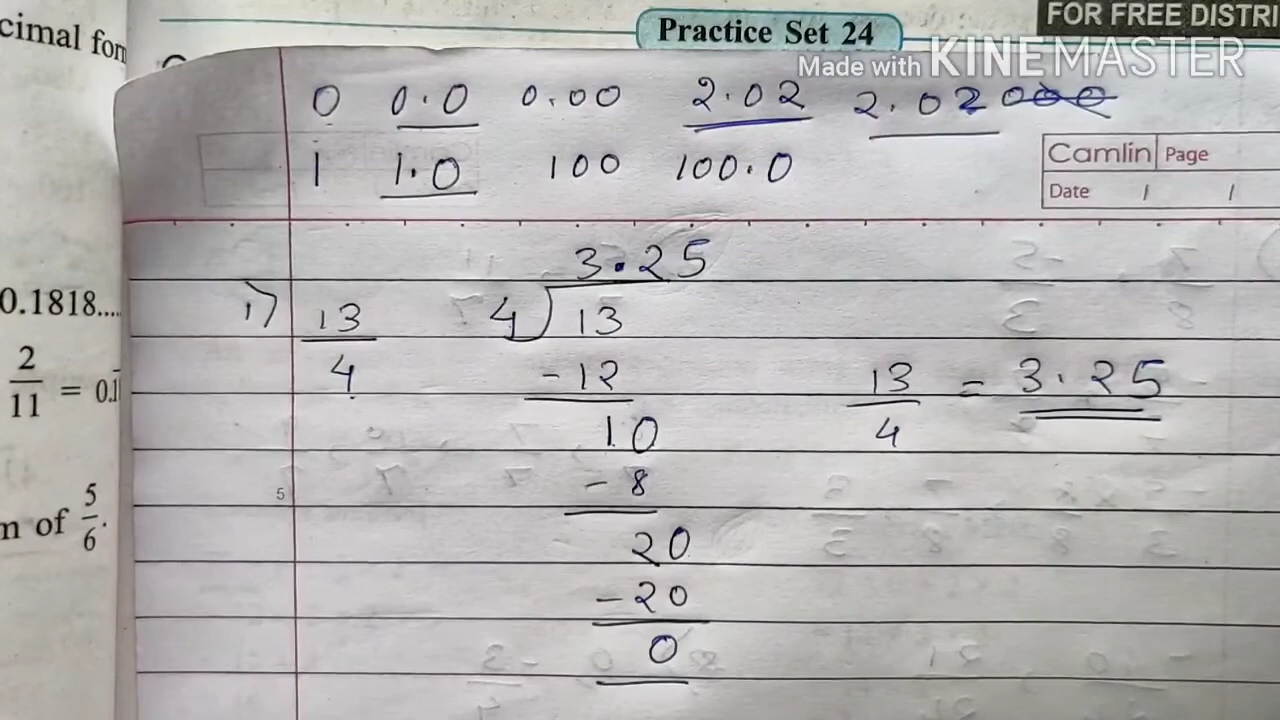 cimal form
Practice Set 24
FOR FREE DISTRI
Made with KINEMASTER
0 0.0 0.00 2.02 2.02000
1 1.0 100 100.0
Camlin Page
Date / /
3.25
0.1818....
i) 13/4 4)13
2/11 = 0.1
-12
13/4 = 3.25
10
5
- 8
n of 5/6.
20
-20
0